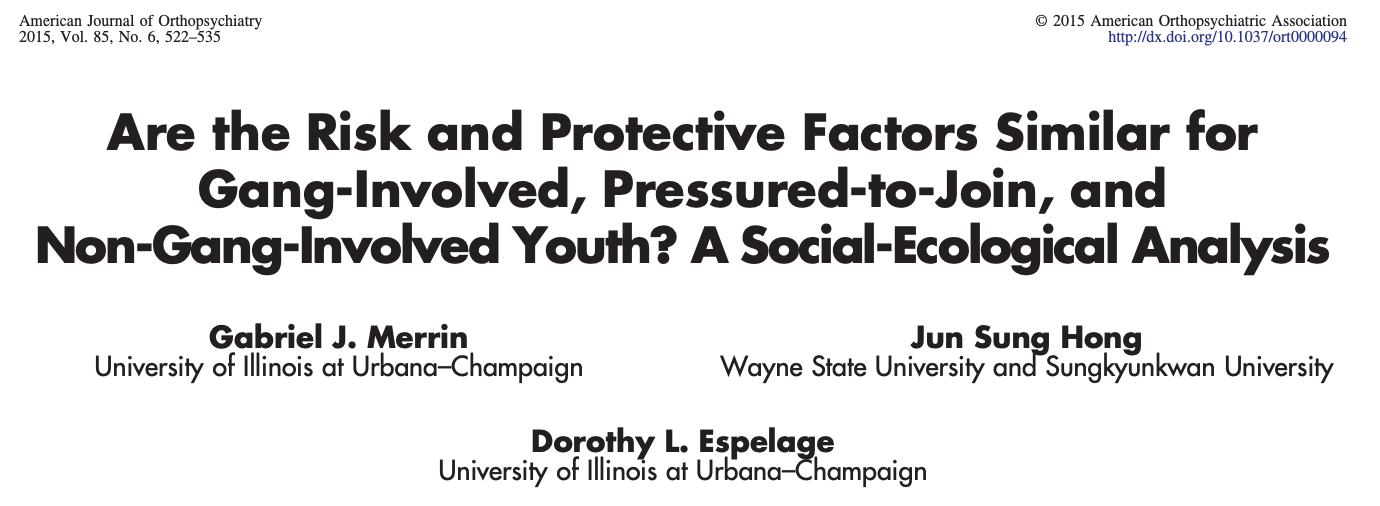 American Journal of Orthopsychiatry
2015, Vol. 85, No. 6, 522–535
© 2015 American Orthopsychiatric Association
http://dx.doi.org/10.1037/ort0000094
Are the Risk and Protective Factors Similar for
Gang-Involved, Pressured-to-Join, and
Non-Gang-Involved Youth? A Social-Ecological Analysis
Gabriel J. Merrin
University of Illinois at Urbana–Champaign
Jun Sung Hong
Wayne State University and Sungkyunkwan University
Dorothy L. Espelage
University of Illinois at Urbana–Champaign